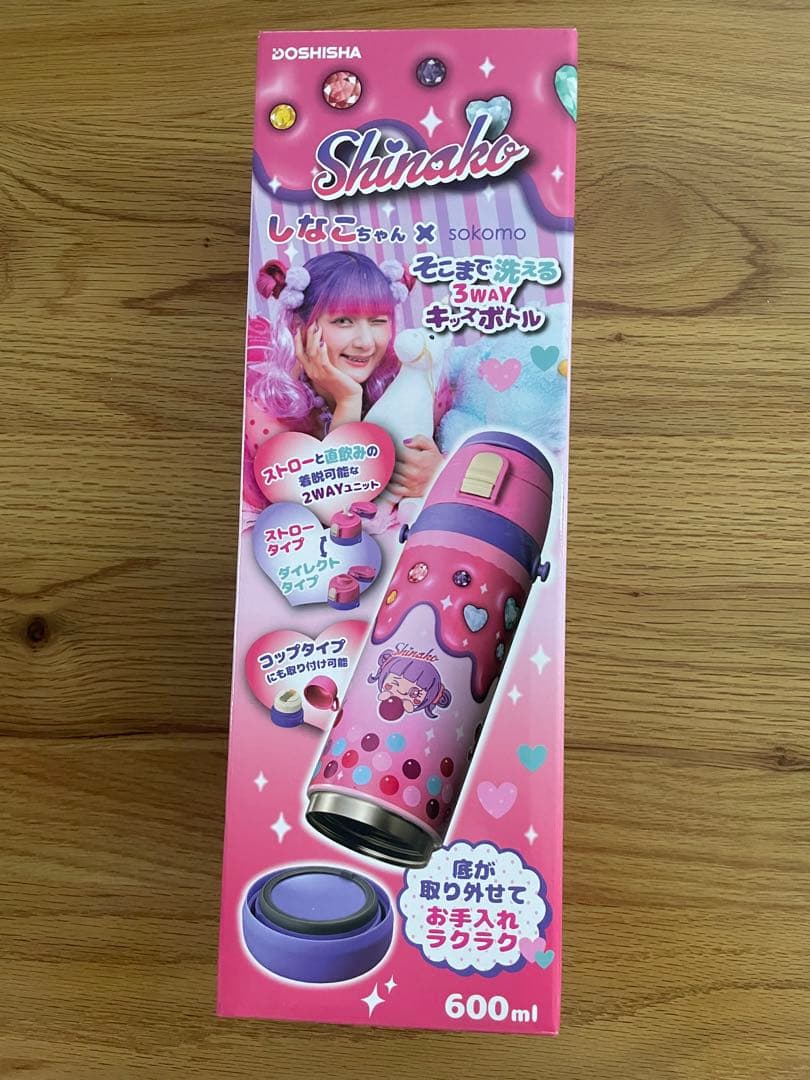 DOSHISHA
Shinako
しなこちゃん × sokomo
そこまで洗える
3WAY
キッズボトル
ストローと直飲みの
着脱可能な
2WAYユニット
ストロー
タイプ
ダイレクト
タイプ
コップタイプ
にも取り付け可能
Shinako
底が
取り外せて
お手入れ
ラクラク
600ml